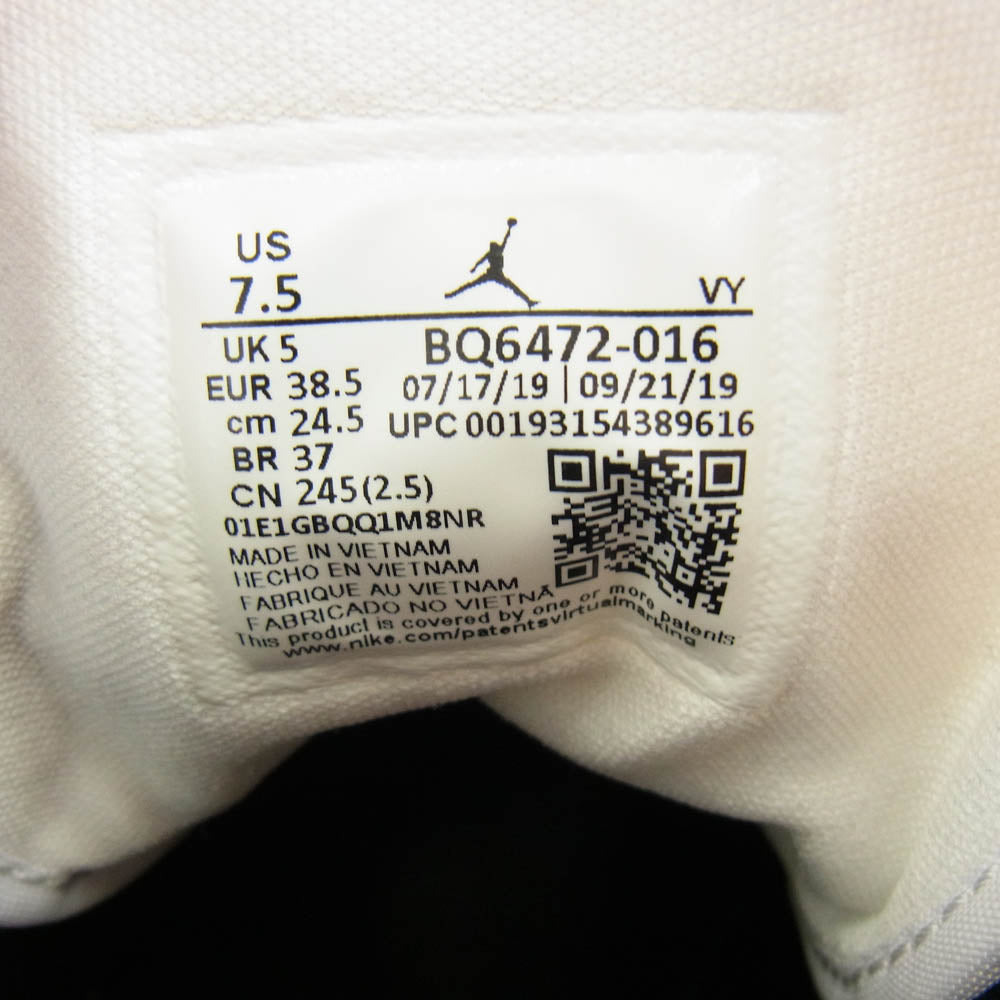 US
7.5
VY
UK 5
BQ6472-016
EUR 38.5
07/17/19 | 09/21/19
cm 24.5
UPC 00193154389616
BR 37
CN 245(2.5)
01E1GBQQ1M8NR
MADE IN VIETNAM
HECHO EN VIETNAM
FABRIQUE AU VIETNAM
FABRICADO NO VIETNÃ
This product is covered by one or more patents
www.nike.com/patentsvirtualmarking